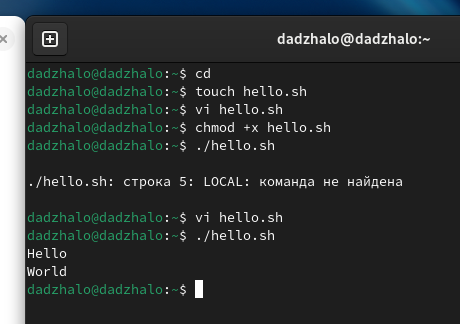 dadzhalo@dadzhalo:~
dadzhalo@dadzhalo:~$ cd
dadzhalo@dadzhalo:~$ touch hello.sh
dadzhalo@dadzhalo:~$ vi hello.sh
dadzhalo@dadzhalo:~$ chmod +x hello.sh
dadzhalo@dadzhalo:~$ ./hello.sh
./hello.sh: строка 5: LOCAL: команда не найдена
dadzhalo@dadzhalo:~$ vi hello.sh
dadzhalo@dadzhalo:~$ ./hello.sh
Hello
World
dadzhalo@dadzhalo:~$